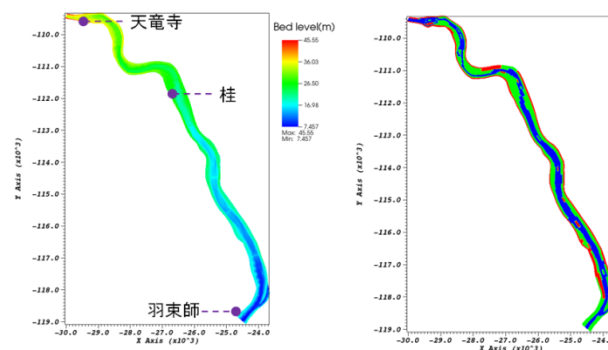 天竜寺
桂
羽束師
Bed level(m)
45.55
36.00
26.50
16.98
7.457
Max: 45.55
Min: 7.457
-110.0
-111.0
-112.0
-113.0
-114.0
-115.0
-116.0
-117.0
-118.0
-119.0
Y Axis (x10^3)
-30.0 -29.0 -28.0 -27.0 -26.0 -25.0 -24.0
X Axis (x10^3)
-110.0
-111.0
-112.0
-113.0
-114.0
-115.0
-116.0
-117.0
-118.0
-119.0
Y Axis (x10^3)
-30.0 -29.0 -28.0 -27.0 -26.0 -25.0 -24.0
X Axis (x10^3)